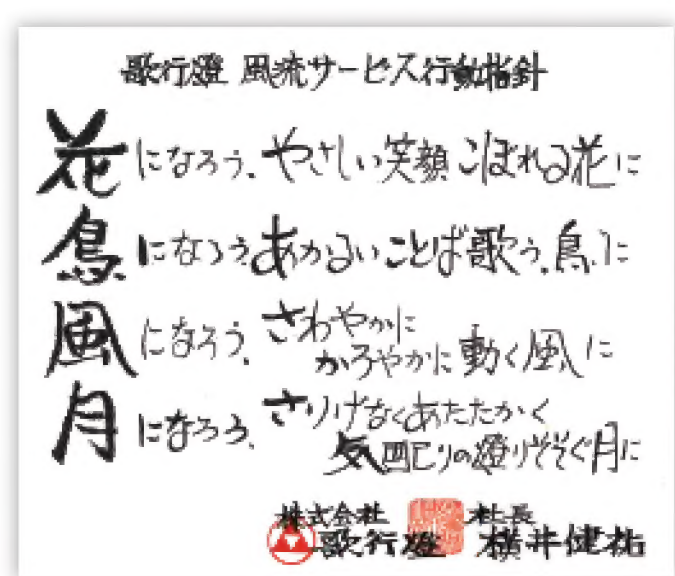 歌行燈 風流サービス行動指針
花になろう、やさしい笑顔こぼれる花に
鳥になろう、あかるいことば歌う、鳥に
風になろう、さわやかに
かろやかに動く風に
月になろう、さりげなくあたたかく
気配りの燈りそそぐ月に
株式会社 社長
歌行燈 横井健祐